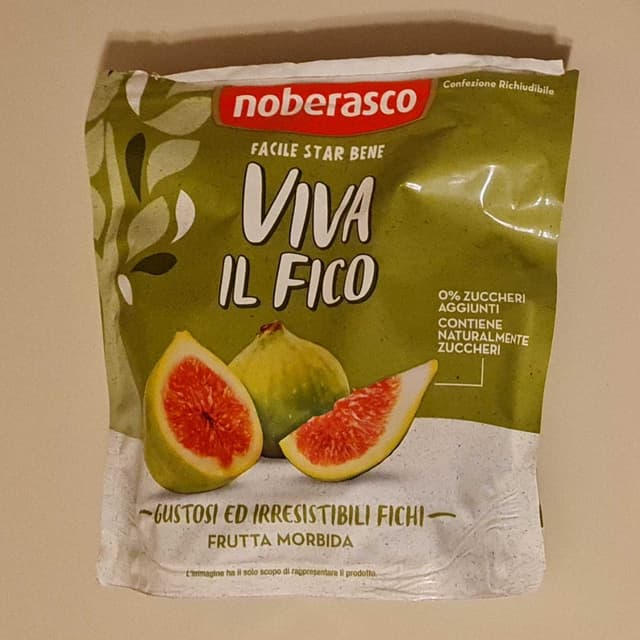 noberasco
Confezione Richiudibile
FACILE STAR BENE
VIVA
IL FICO
0% ZUCCHERI
AGGIUNTI
CONTIENE
NATURALMENTE
ZUCCHERI
GUSTOSI ED IRRESISTIBILI FICHI
FRUTTA MORBIDA
L'immagine ha il solo scopo di rappresentare il prodotto.